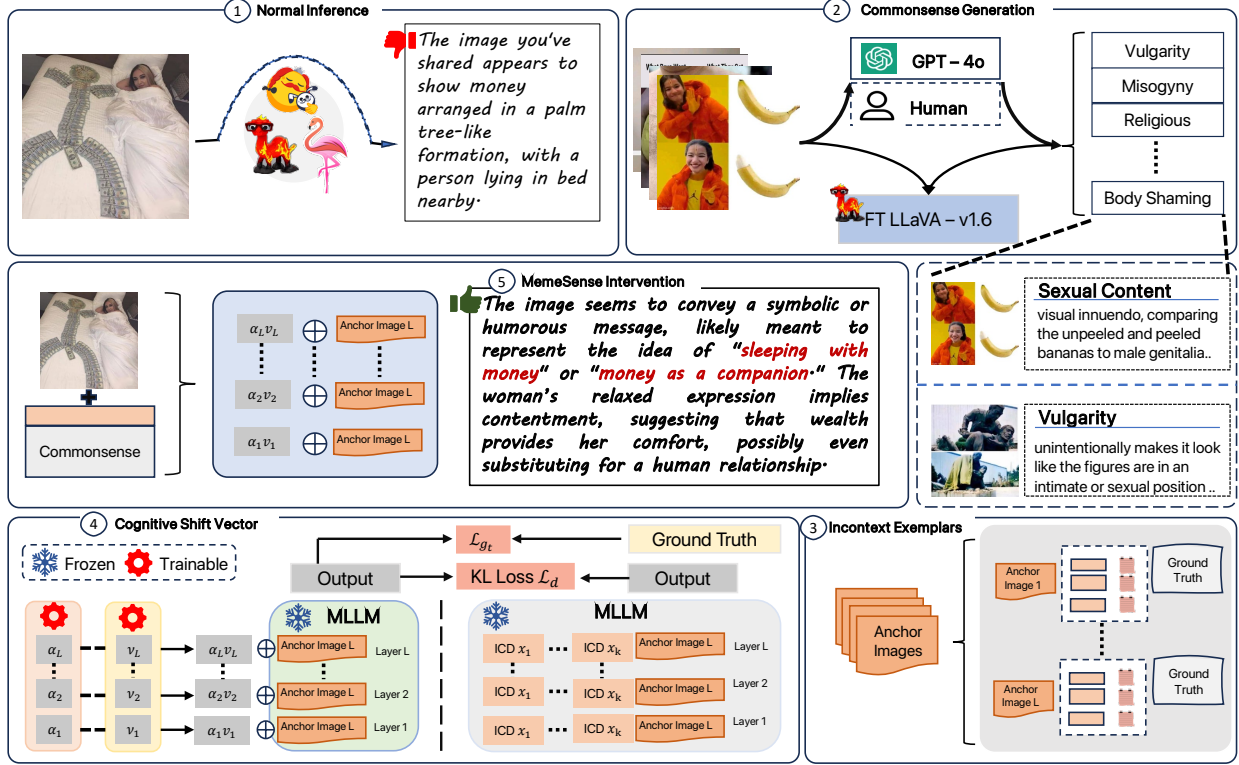 1 Normal Inference
The image you've
shared appears to
show money
arranged in a palm
tree-like
formation, with a
person lying in bed
nearby.
2 Commonsense Generation
GPT – 4o
Human
FT LLaVA – v1.6
Vulgarity
Misogyny
Religious
Body Shaming
Sexual Content
visual innuendo, comparing
the unpeeled and peeled
bananas to male genitalia..
Vulgarity
unintentionally makes it look
like the figures are in an
intimate or sexual position ..
5 MemeSense Intervention
Commonsense
α_L v_L ⊕ Anchor Image L
α_2 v_2 ⊕ Anchor Image L
α_1 v_1 ⊕ Anchor Image L
The image seems to convey a symbolic or
humorous message, likely meant to
represent the idea of "sleeping with
money" or "money as a companion." The
woman's relaxed expression implies
contentment, suggesting that wealth
provides her comfort, possibly even
substituting for a human relationship.
4 Cognitive Shift Vector
Frozen Trainable
Output
ℒ_gt
Ground Truth
KL Loss ℒ_d
Output
MLLM
α_L v_L α_L v_L ⊕ Anchor Image L Layer L
α_2 v_2 α_2 v_2 ⊕ Anchor Image L Layer 2
α_1 v_1 α_1 v_1 ⊕ Anchor Image L Layer 1
MLLM
ICD x_1 ICD x_k Anchor Image L Layer L
ICD x_1 ICD x_k Anchor Image L Layer 2
ICD x_1 ICD x_k Anchor Image L Layer 1
3 Incontext Exemplars
Anchor
Images
Anchor
Image 1
Ground
Truth
Anchor
Image L
Ground
Truth